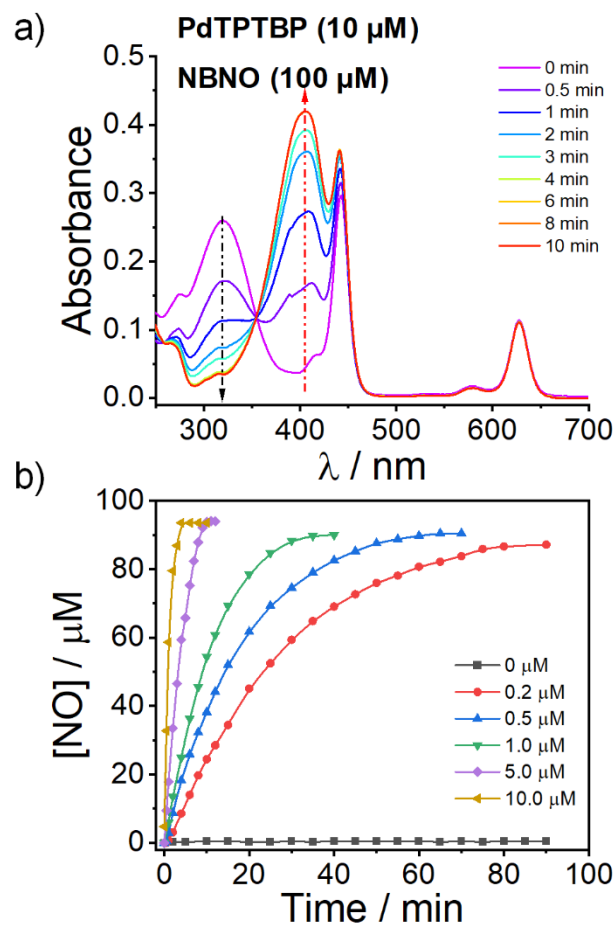 a)
PdTPTBP (10 μM)
NBNO (100 μM)
0.5
0.4
0.3
0.2
0.1
0.0
Absorbance
0 min
0.5 min
1 min
2 min
3 min
4 min
6 min
8 min
10 min
300 400 500 600 700
λ / nm
b)
100
80
60
40
20
0
[NO] / μM
0 μM
0.2 μM
0.5 μM
1.0 μM
5.0 μM
10.0 μM
0 20 40 60 80 100
Time / min